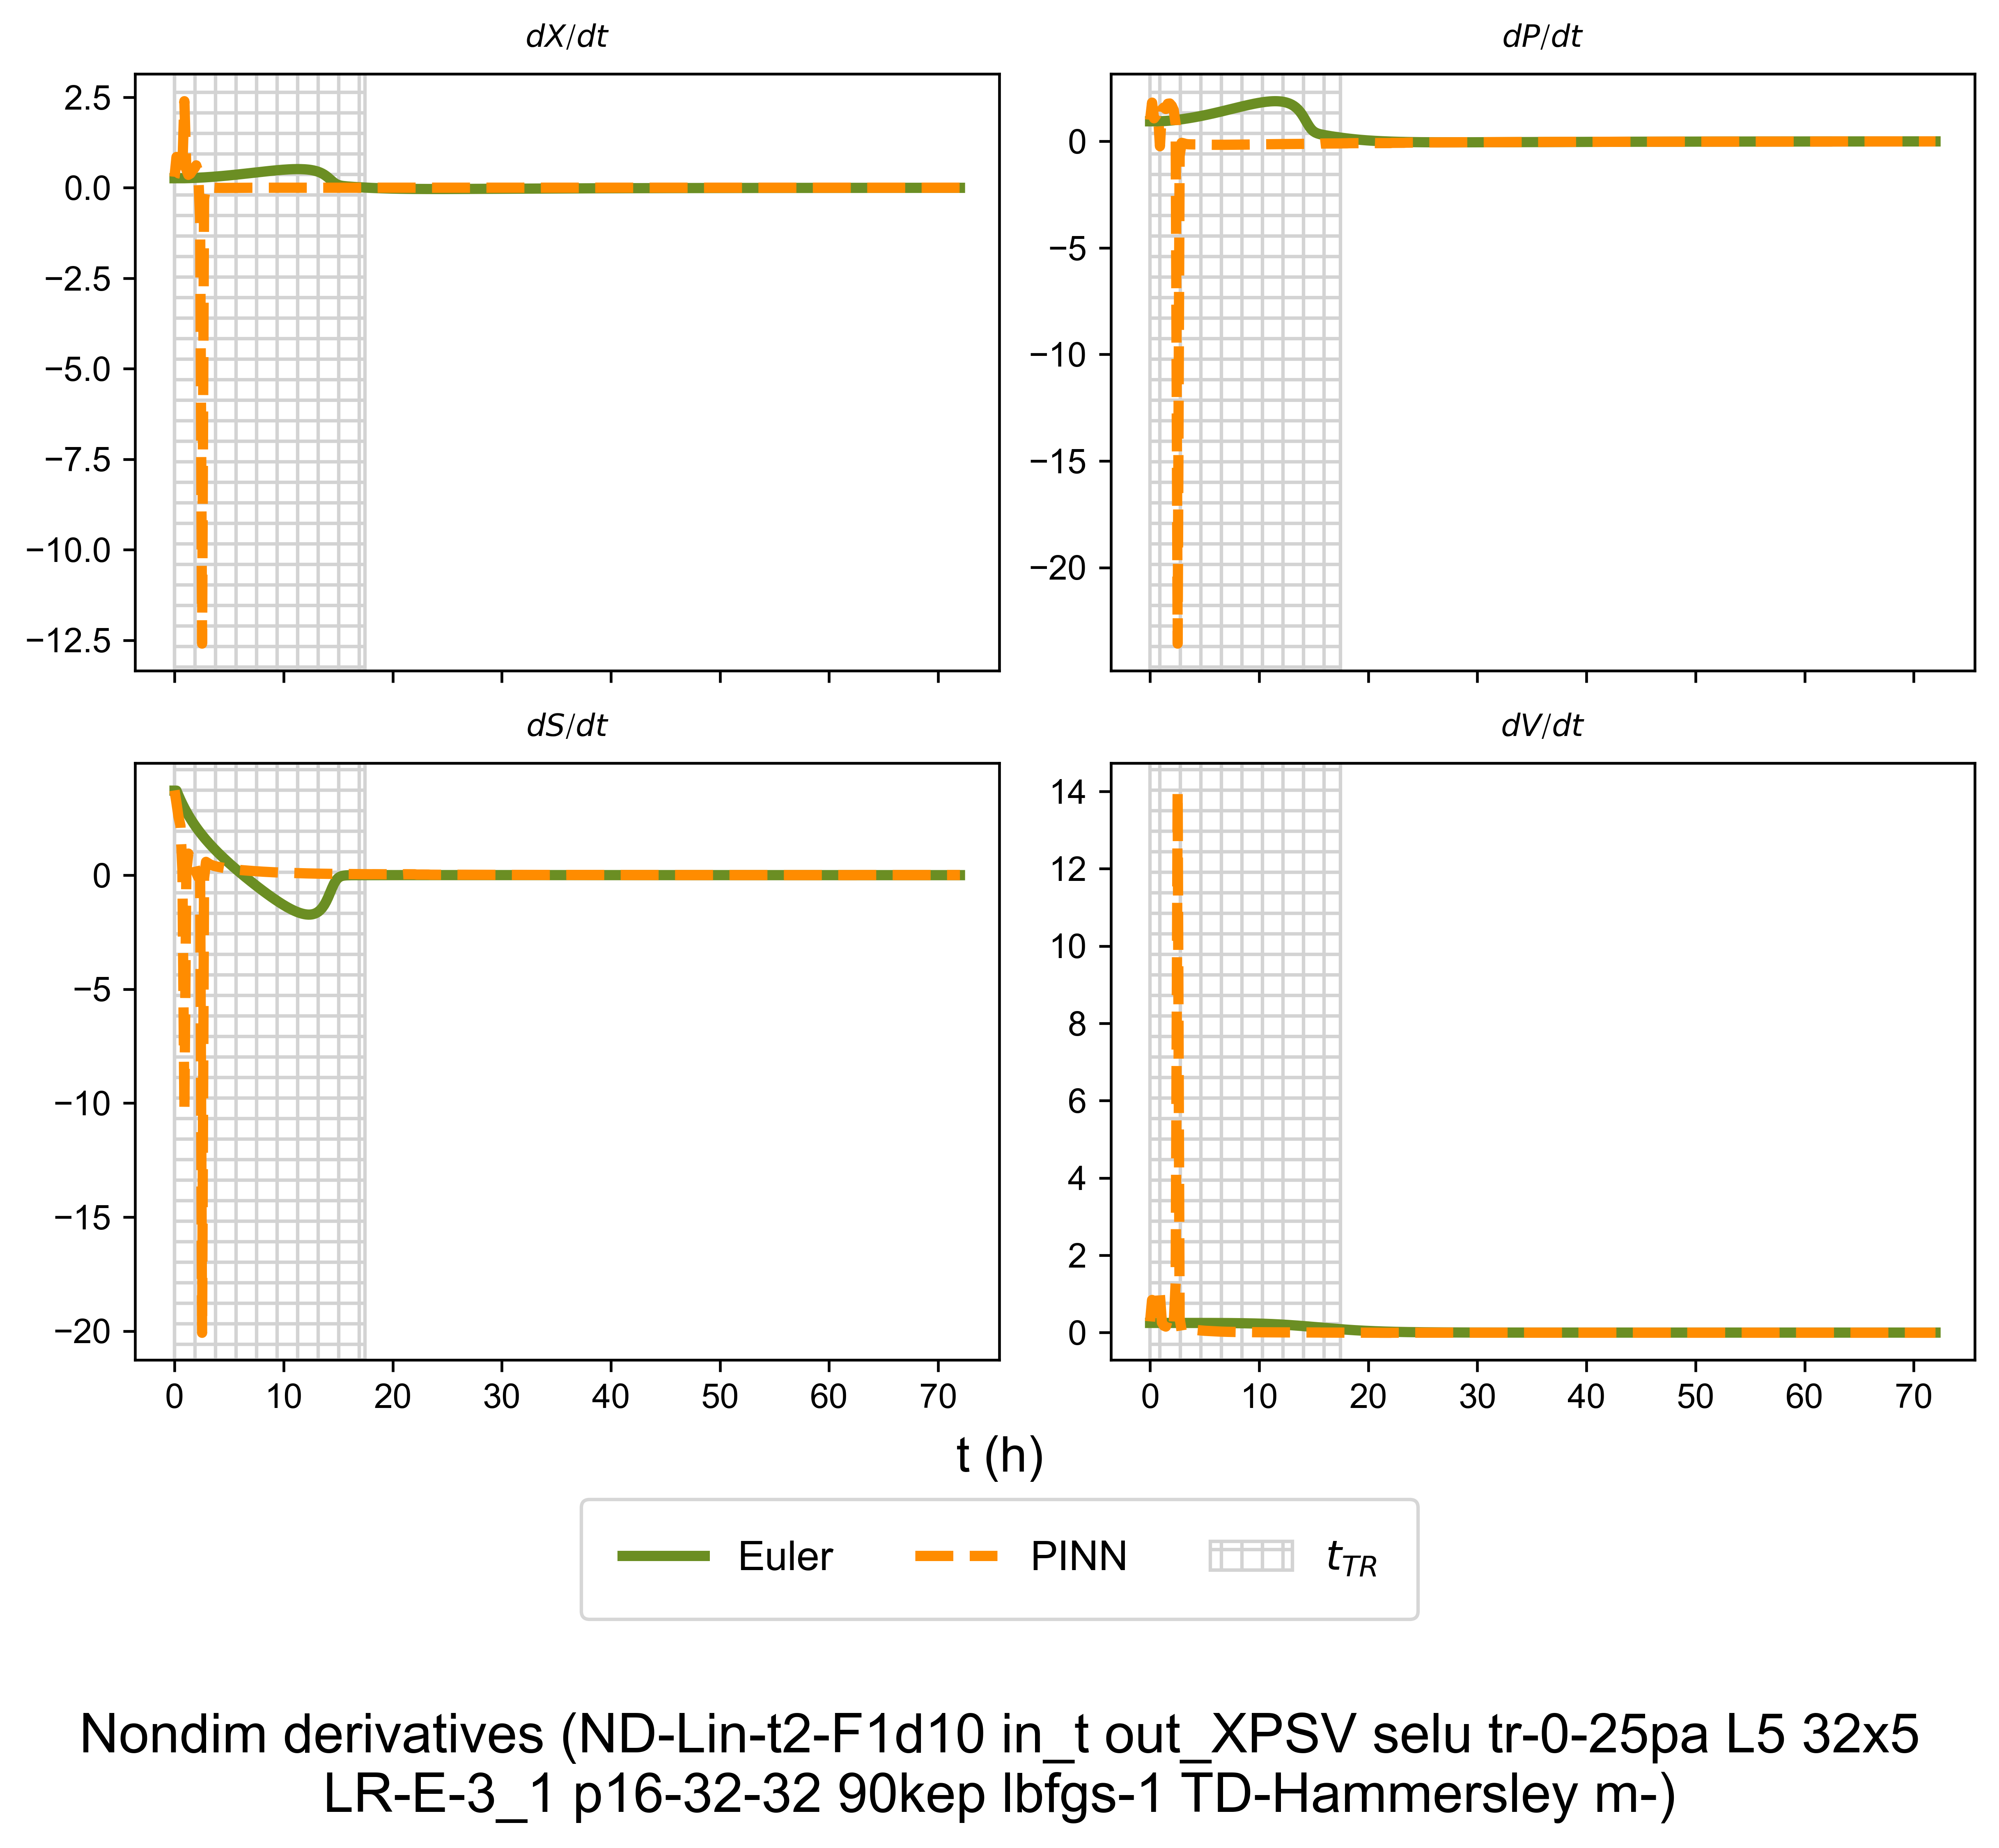 dX/dt
dP/dt
2.5
0.0
−2.5
−5.0
−7.5
−10.0
−12.5
0
−5
−10
−15
−20
dS/dt
dV/dt
0
−5
−10
−15
−20
14
12
10
8
6
4
2
0
0 10 20 30 40 50 60 70
0 10 20 30 40 50 60 70
t (h)
Euler PINN t_{TR}
Nondim derivatives (ND-Lin-t2-F1d10 in_t out_XPSV selu tr-0-25pa L5 32x5
LR-E-3_1 p16-32-32 90kep lbfgs-1 TD-Hammersley m-)